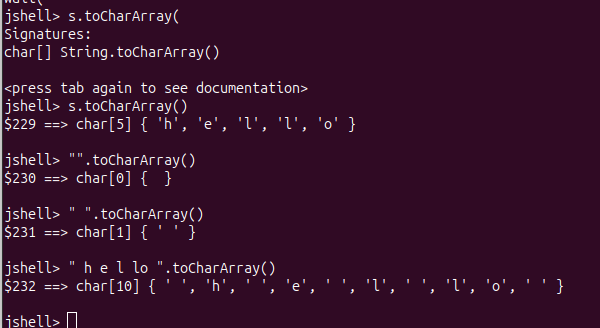 jshell> s.toCharArray(
Signatures:
char[] String.toCharArray()
<press tab again to see documentation>
jshell> s.toCharArray()
$229 ==> char[5] { 'h', 'e', 'l', 'l', 'o' }
jshell> "".toCharArray()
$230 ==> char[0] {  }
jshell> " ".toCharArray()
$231 ==> char[1] { ' ' }
jshell> " h e l lo ".toCharArray()
$232 ==> char[10] { ' ', 'h', ' ', 'e', ' ', 'l', ' ', 'l', 'o', ' ' }
jshell>